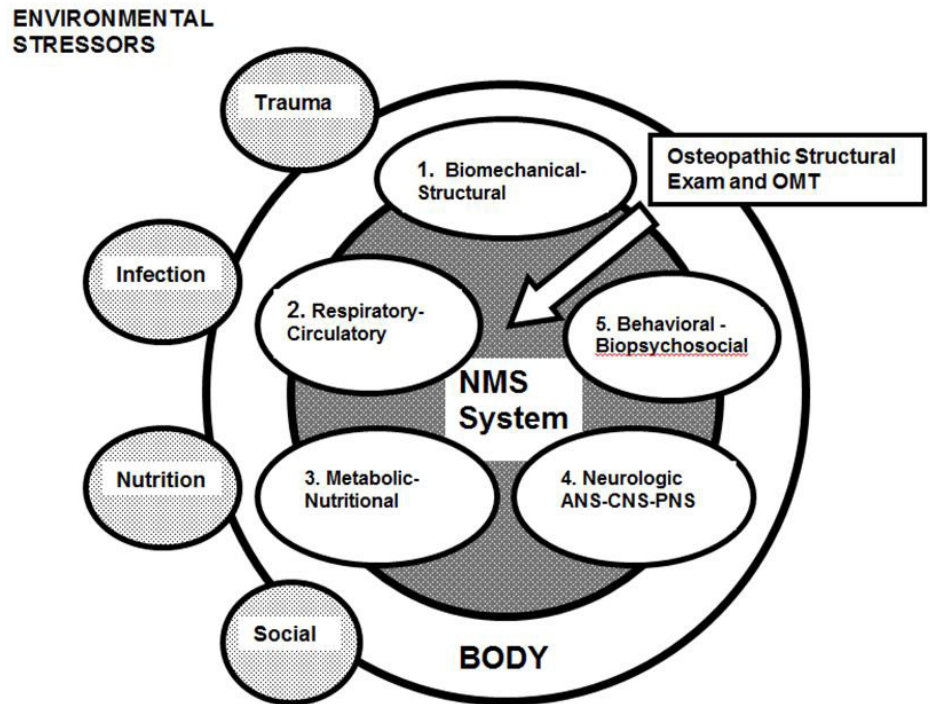 ENVIRONMENTAL
STRESSORS
Trauma
1. Biomechanical-
Structural
Osteopathic Structural
Exam and OMT
Infection
2. Respiratory-
Circulatory
5. Behavioral -
Biopsychosocial
NMS
System
Nutrition
3. Metabolic-
Nutritional
4. Neurologic
ANS-CNS-PNS
Social
BODY